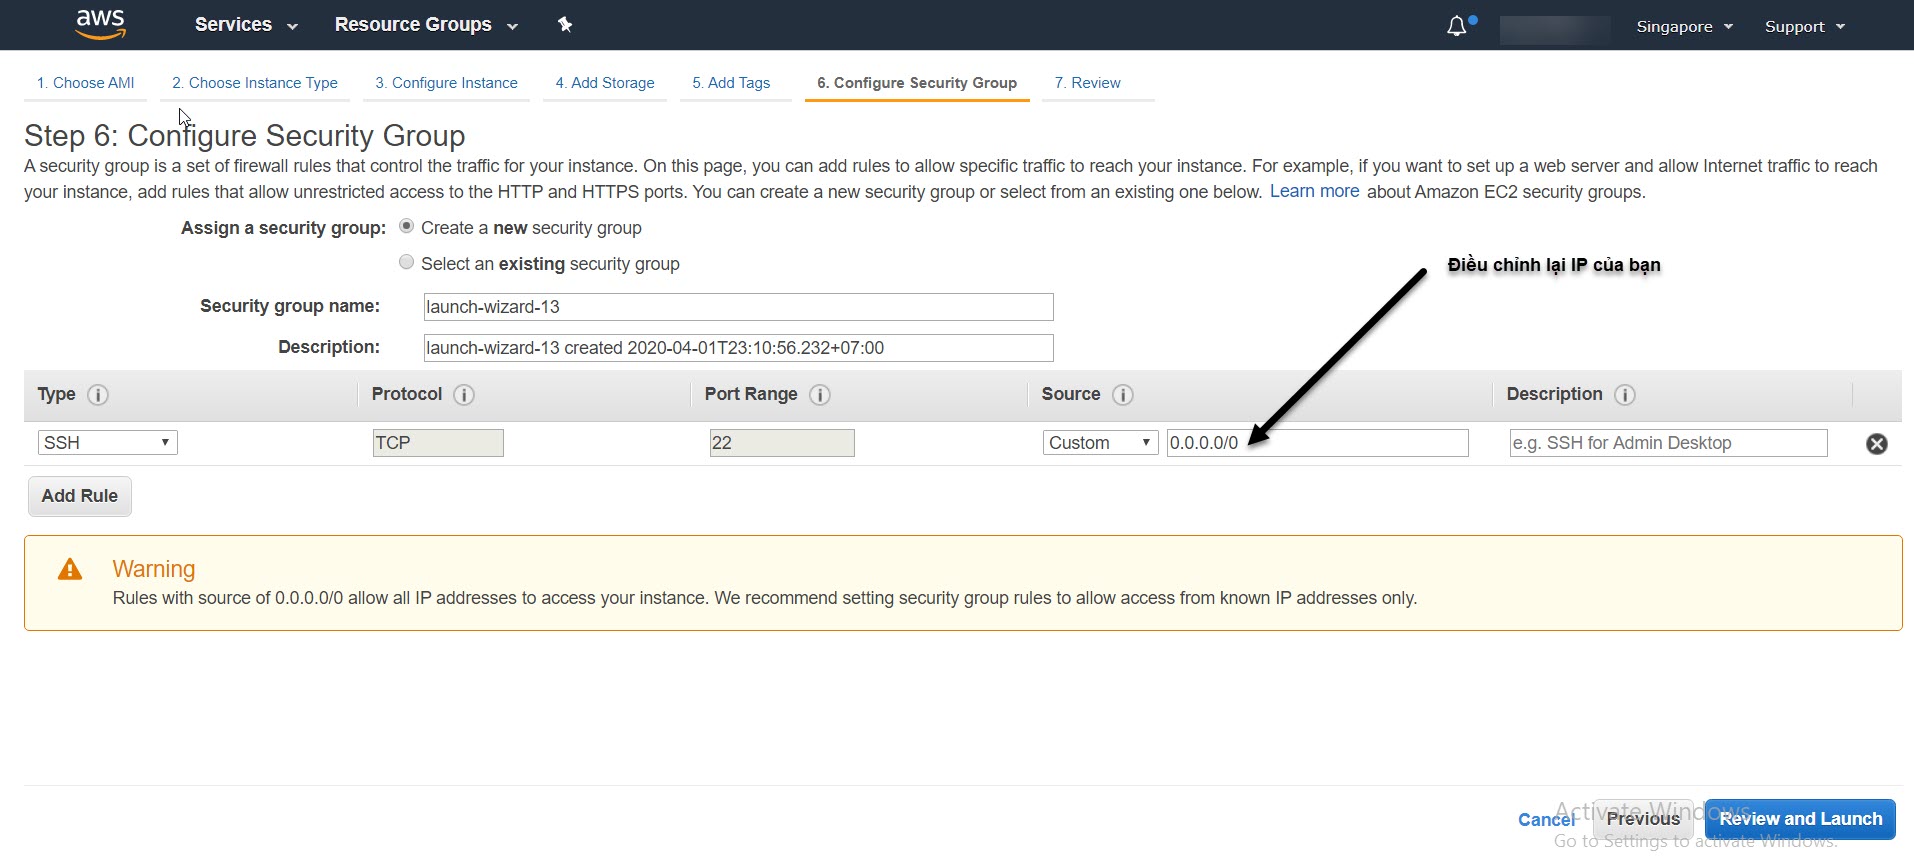 aws Services Resource Groups Singapore Support
1. Choose AMI 2. Choose Instance Type 3. Configure Instance 4. Add Storage 5. Add Tags 6. Configure Security Group 7. Review
Step 6: Configure Security Group
A security group is a set of firewall rules that control the traffic for your instance. On this page, you can add rules to allow specific traffic to reach your instance. For example, if you want to set up a web server and allow Internet traffic to reach
your instance, add rules that allow unrestricted access to the HTTP and HTTPS ports. You can create a new security group or select from an existing one below. Learn more about Amazon EC2 security groups.
Assign a security group: Create a new security group
Select an existing security group
Điều chỉnh lại IP của bạn
Security group name: launch-wizard-13
Description: launch-wizard-13 created 2020-04-01T23:10:56.232+07:00
Type Protocol Port Range Source Description
SSH TCP 22 Custom 0.0.0.0/0 e.g. SSH for Admin Desktop
Add Rule
Warning
Rules with source of 0.0.0.0/0 allow all IP addresses to access your instance. We recommend setting security group rules to allow access from known IP addresses only.
Activate Windows
Cancel Previous Review and Launch
Go to Settings to activate Windows.